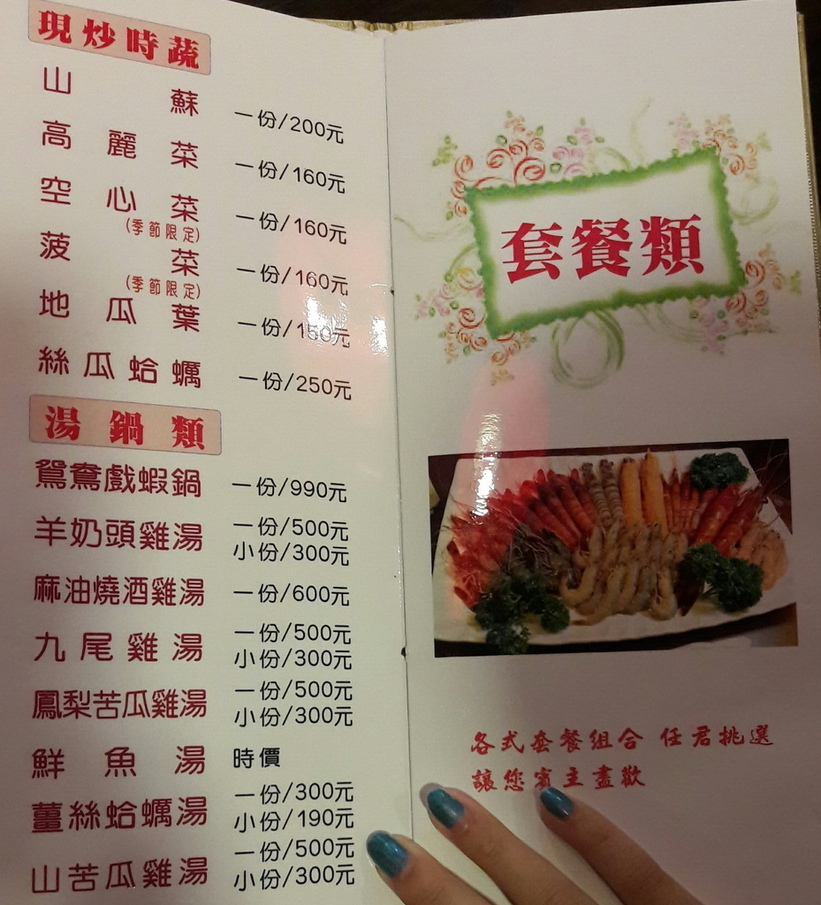 現炒時蔬
山蘇 一份/200元
高麗菜 一份/160元
空心菜 一份/160元
(季節限定)
菠菜 一份/160元
(季節限定)
地瓜葉 一份/160元
絲瓜蛤蠣 一份/250元
湯鍋類
鴛鴦戲蝦鍋 一份/990元
羊奶頭雞湯 一份/500元
小份/300元
麻油燒酒雞湯 一份/600元
九尾雞湯 一份/500元
小份/300元
鳳梨苦瓜雞湯 一份/500元
小份/300元
鮮魚湯 時價
薑絲蛤蠣湯 一份/300元
小份/190元
山苦瓜雞湯 一份/500元
小份/300元
套餐類
各式套餐組合 任君挑選
讓您賓主盡歡